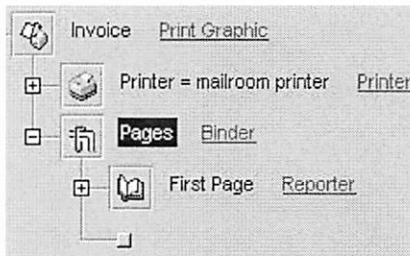 Invoice Print Graphic
Printer = mailroom printer Printer
Pages Binder
First Page Reporter